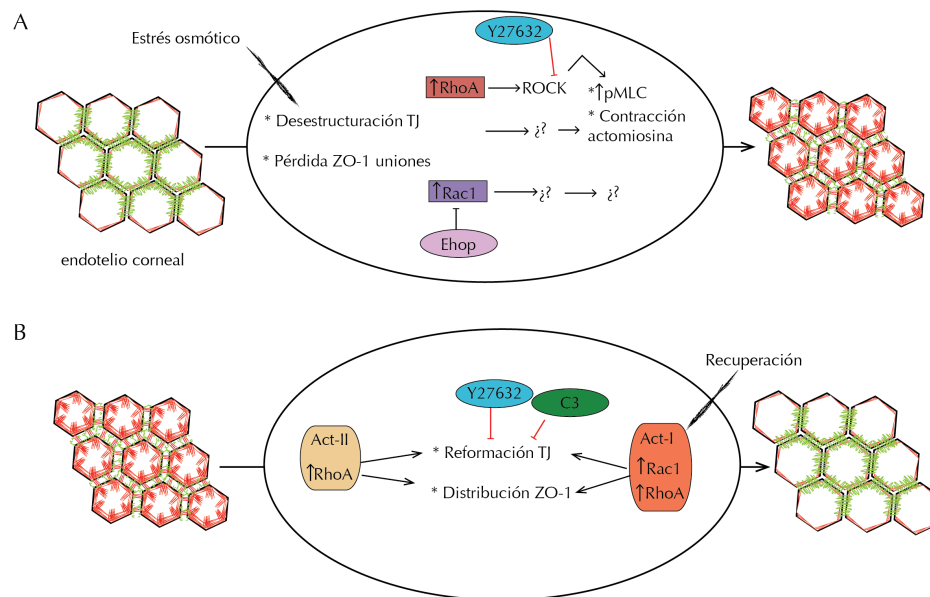 A
Estrés osmótico
Y27632
↑RhoA
ROCK
*↑pMLC
* Contracción
actomiosina
* Desestructuración TJ
¿?
* Pérdida ZO-1 uniones
↑Rac1
¿?
¿?
Ehop
endotelio corneal
B
Recuperación
Y27632
C3
Act-II
↑RhoA
* Reformación TJ
* Distribución ZO-1
Act-I
↑Rac1
↑RhoA